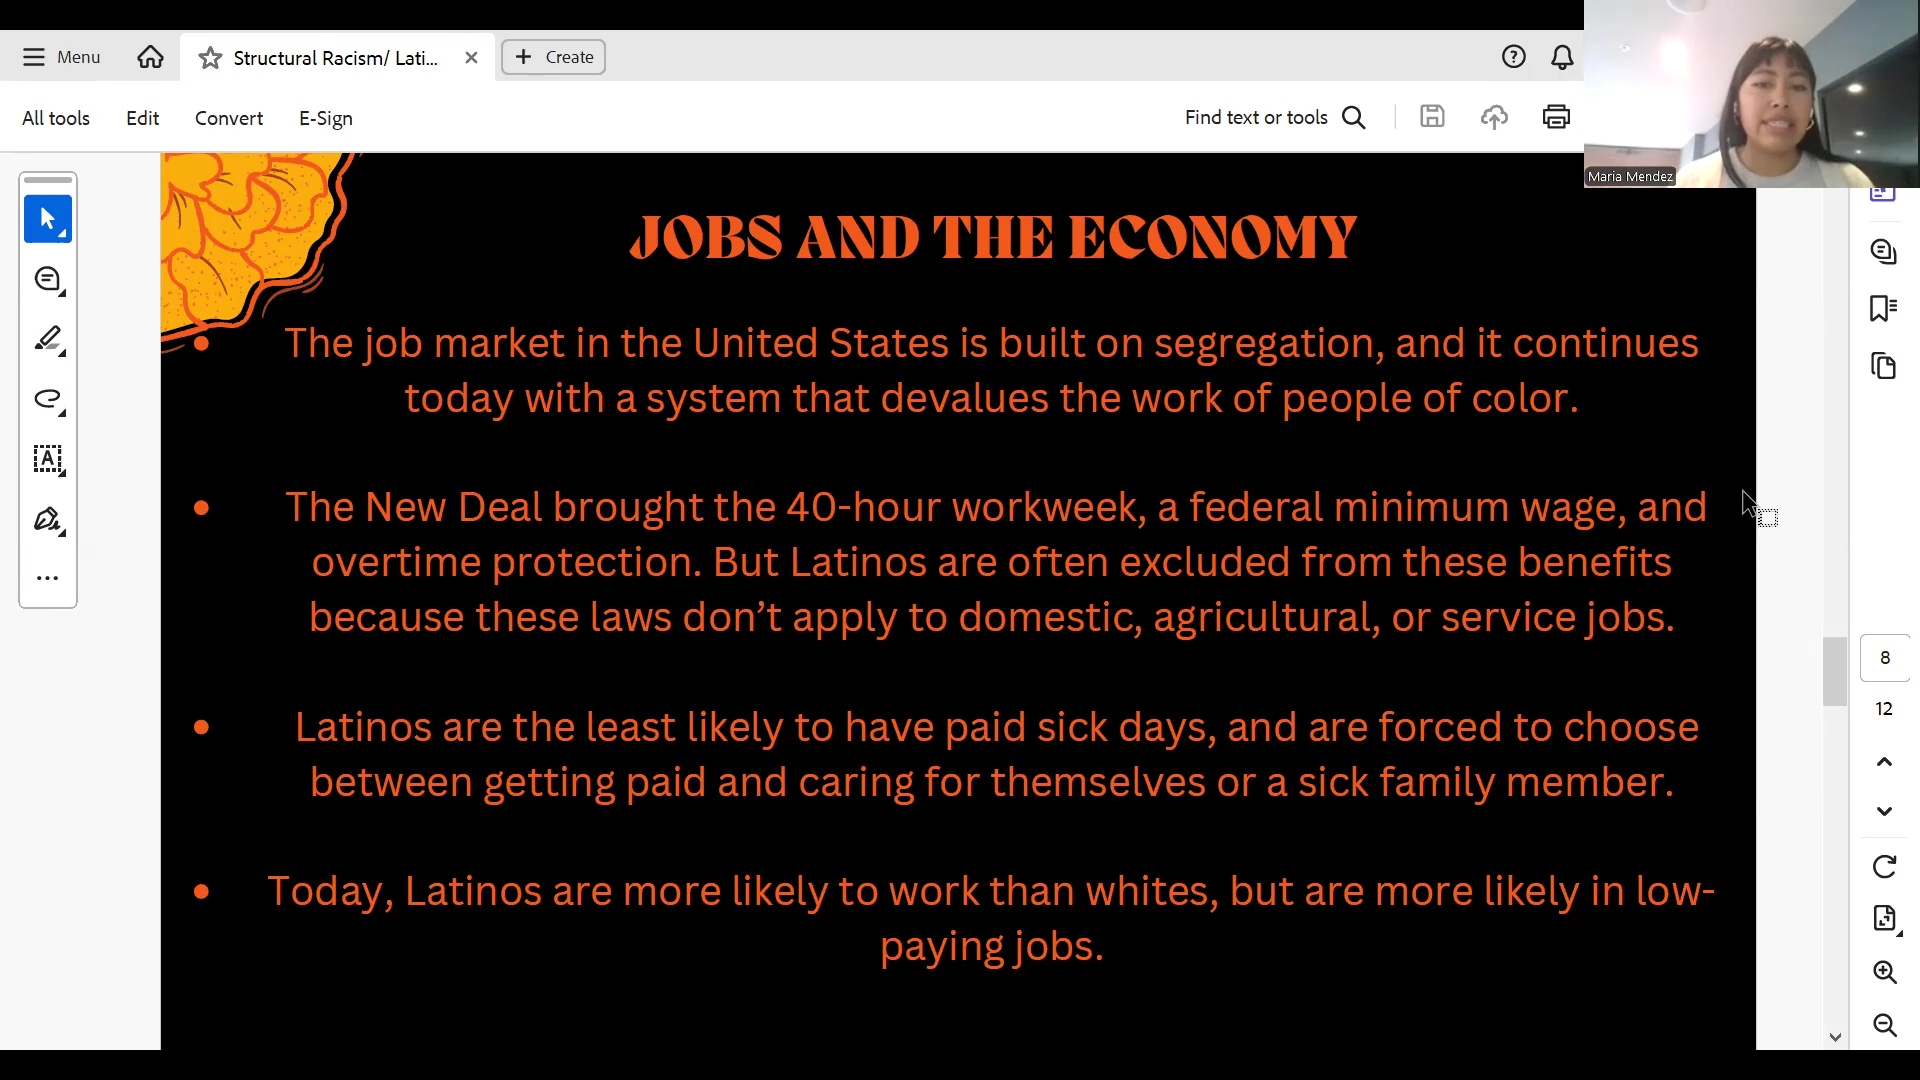 Menu
Structural Racism/ Lati...
Create
All tools
Edit
Convert
E-Sign
Find text or tools
Maria Mendez
JOBS AND THE ECONOMY
• The job market in the United States is built on segregation, and it continues
today with a system that devalues the work of people of color.
• The New Deal brought the 40-hour workweek, a federal minimum wage, and
overtime protection. But Latinos are often excluded from these benefits
because these laws don’t apply to domestic, agricultural, or service jobs.
• Latinos are the least likely to have paid sick days, and are forced to choose
between getting paid and caring for themselves or a sick family member.
• Today, Latinos are more likely to work than whites, but are more likely in low-
paying jobs.
8
12